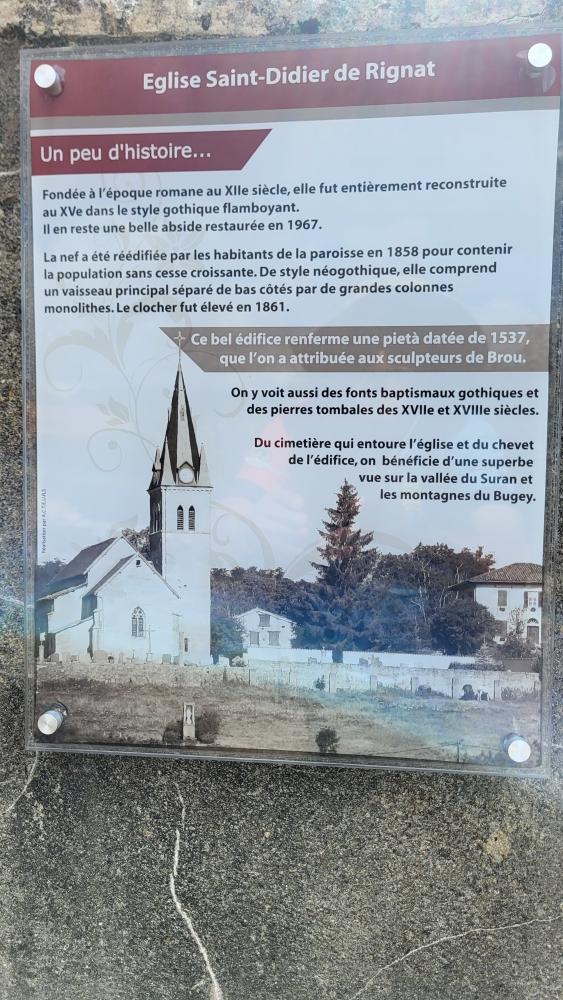 Eglise Saint-Didier de Rignat
Un peu d'histoire...
Fondée à l'époque romane au XIIe siècle, elle fut entièrement reconstruite
au XVe dans le style gothique flamboyant.
Il en reste une belle abside restaurée en 1967.
La nef a été réédifiée par les habitants de la paroisse en 1858 pour contenir
la population sans cesse croissante. De style néogothique, elle comprend
un vaisseau principal séparé de bas côtés par de grandes colonnes
monolithes. Le clocher fut élevé en 1861.
Ce bel édifice renferme une pietà datée de 1537,
que l'on a attribuée aux sculpteurs de Brou.
On y voit aussi des fonts baptismaux gothiques et
des pierres tombales des XVIIe et XVIIIe siècles.
Du cimetière qui entoure l'église et du chevet
de l'édifice, on bénéficie d'une superbe
vue sur la vallée du Suran et
les montagnes du Bugey.